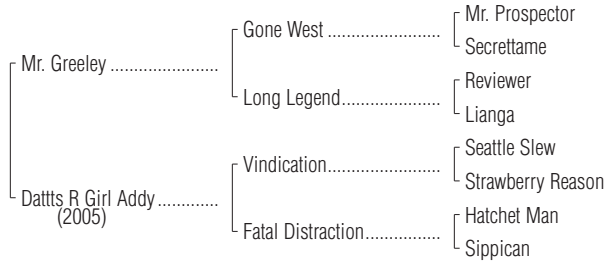 Mr. Prospector
Gone West
Secrettame
Mr. Greeley
Reviewer
Long Legend
Lianga
Seattle Slew
Vindication
Strawberry Reason
Dattts R Girl Addy
(2005)
Hatchet Man
Fatal Distraction
Sippican